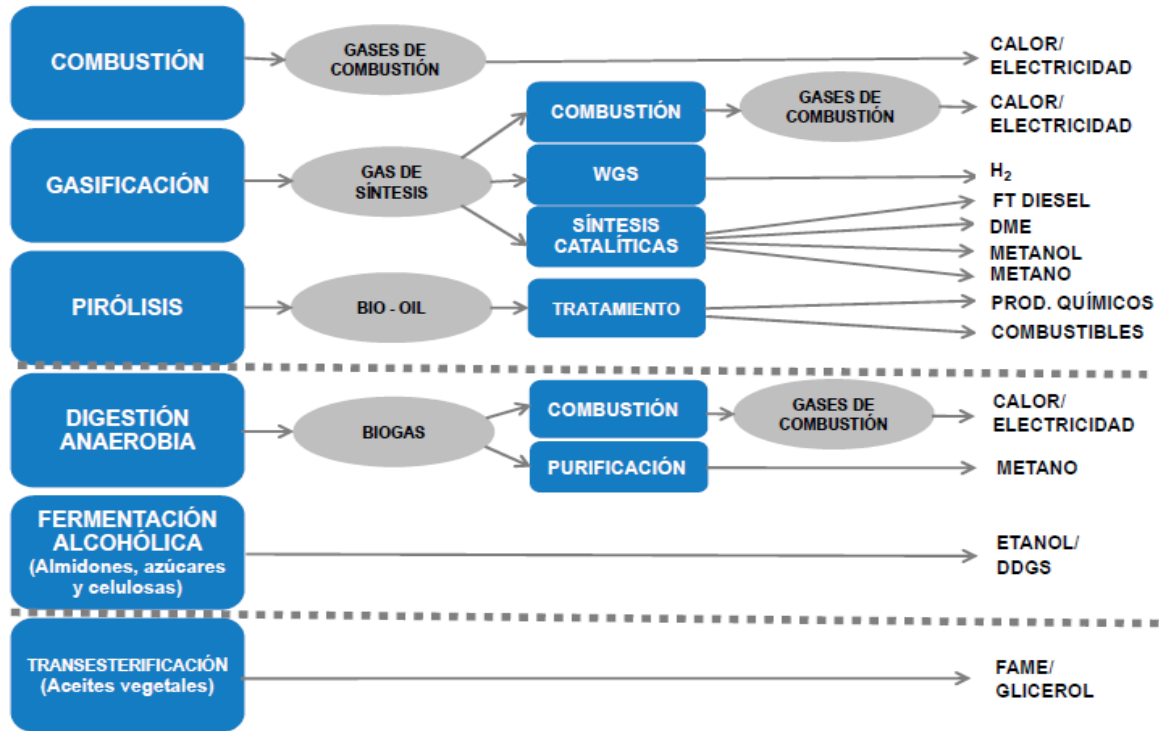 COMBUSTIÓN
GASES DE
COMBUSTIÓN
CALOR/
ELECTRICIDAD
COMBUSTIÓN
GASES DE
COMBUSTIÓN
CALOR/
ELECTRICIDAD
GASIFICACIÓN
GAS DE
SÍNTESIS
WGS
H₂
SÍNTESIS
CATALÍTICAS
FT DIESEL
DME
METANOL
METANO
PIRÓLISIS
BIO - OIL
TRATAMIENTO
PROD. QUÍMICOS
COMBUSTIBLES
DIGESTIÓN
ANAEROBIA
BIOGAS
COMBUSTIÓN
GASES DE
COMBUSTIÓN
CALOR/
ELECTRICIDAD
PURIFICACIÓN
METANO
FERMENTACIÓN
ALCOHÓLICA
(Almidones, azúcares
y celulosas)
ETANOL/
DDGS
TRANSESTERIFICACIÓN
(Aceites vegetales)
FAME/
GLICEROL